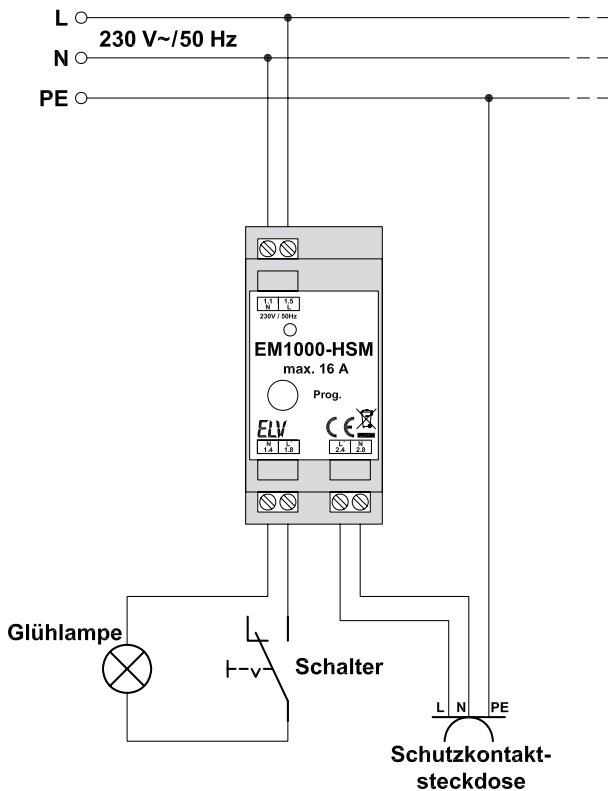 L
230 V~/50 Hz
N
PE
1.1 1.5
N L
230V / 50Hz
EM1000-HSM
max. 16 A
Prog.
ELV CE
N L' L' N
1.4 1.8 2.4 2.8
Glühlampe
Schalter
L N PE
Schutzkontakt-
steckdose